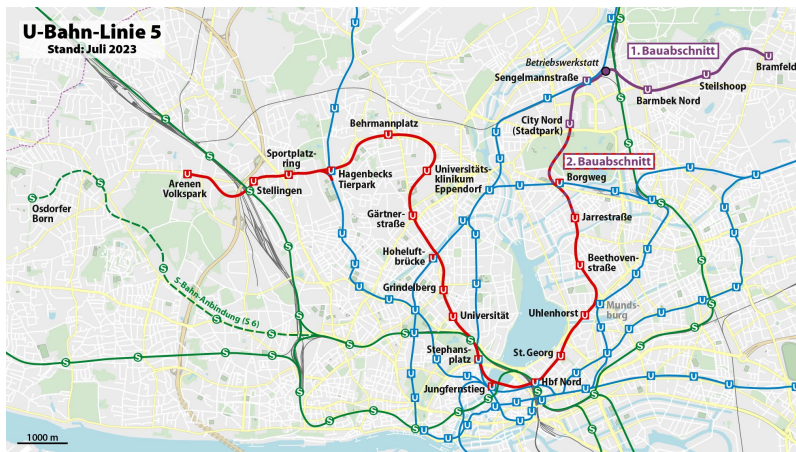 U-Bahn-Linie 5
Stand: Juli 2023
1. Bauabschnitt
Betriebswerkstatt
Sengelmannstraße
Bramfeld
Steilshoop
Barmbek Nord
City Nord
(Stadtpark)
2. Bauabschnitt
Borgweg
Behrmannplatz
Sportplatz-
ring
Hagenbecks
Tierpark
Universitäts-
klinikum
Eppendorf
Arenen
Volkspark
Stellingen
Osdorfer
Born
Gärtner-
straße
Jarrestraße
Hoheluft-
brücke
Beethoven-
straße
Grindelberg
S-Bahn-Anbindung (S 6)
Universität
Uhlenhorst
Munds-
burg
Stephans-
platz
St. Georg
Jungfernstieg
Hbf Nord
1000 m